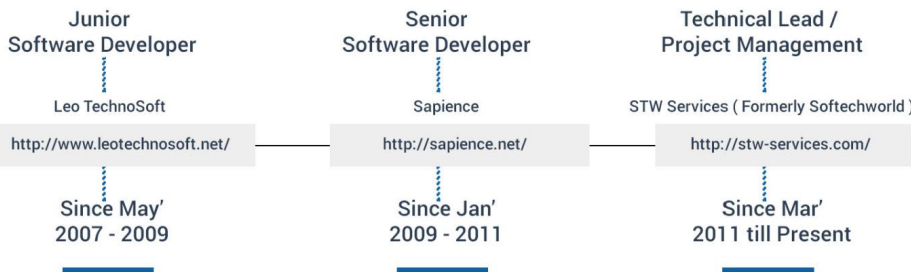 Junior
Software Developer
Leo TechnoSoft
http://www.leotechnosoft.net/
Since May’
2007 - 2009
Senior
Software Developer
Sapience
http://sapience.net/
Since Jan’
2009 - 2011
Technical Lead /
Project Management
STW Services ( Formerly Softechworld )
http://stw-services.com/
Since Mar’
2011 till Present